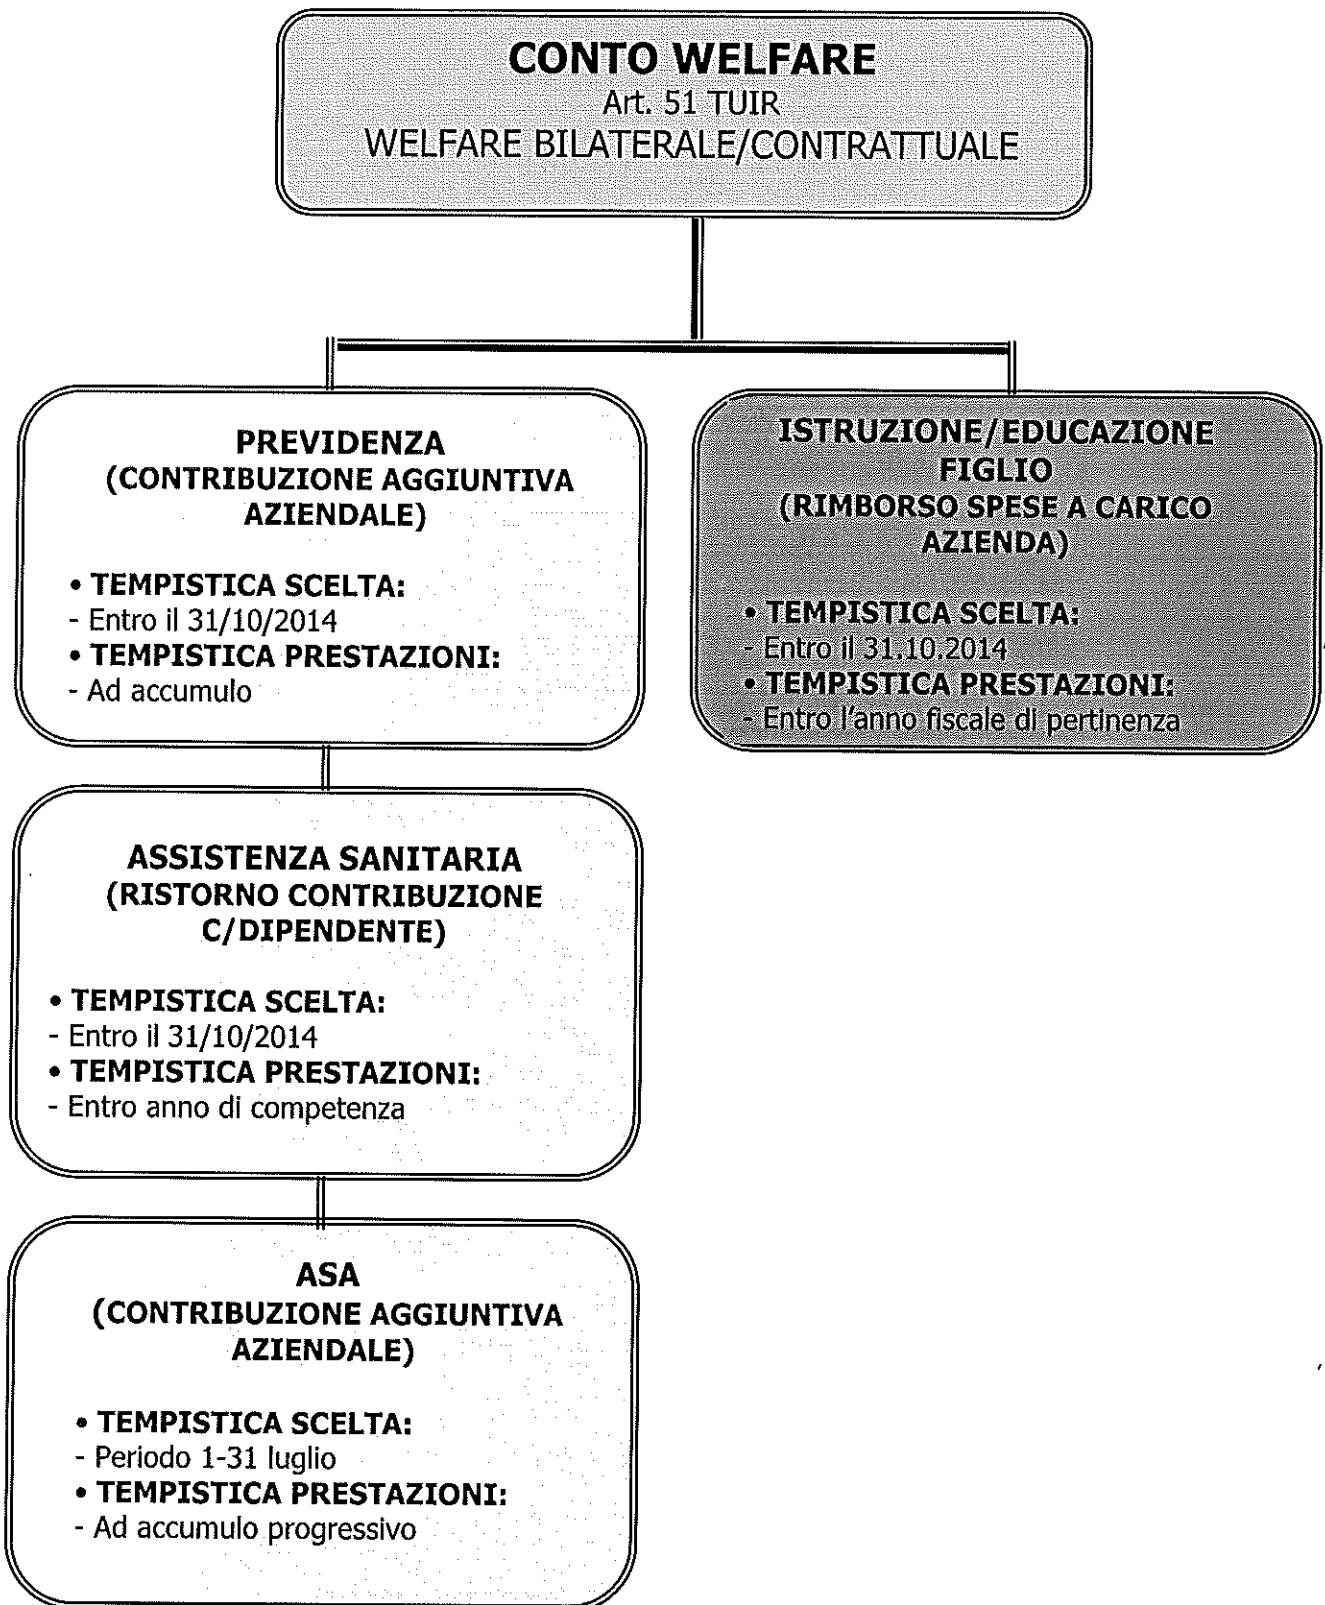 CONTO WELFARE
Art. 51 TUIR
WELFARE BILATERALE/CONTRATTUALE
PREVIDENZA
(CONTRIBUZIONE AGGIUNTIVA
AZIENDALE)
• TEMPISTICA SCELTA:
- Entro il 31/10/2014
• TEMPISTICA PRESTAZIONI:
- Ad accumulo
ISTRUZIONE/EDUCAZIONE
FIGLIO
(RIMBORSO SPESE A CARICO
AZIENDA)
• TEMPISTICA SCELTA:
- Entro il 31.10.2014
• TEMPISTICA PRESTAZIONI:
- Entro l'anno fiscale di pertinenza
ASSISTENZA SANITARIA
(RISTORNO CONTRIBUZIONE
C/DIPENDENTE)
• TEMPISTICA SCELTA:
- Entro il 31/10/2014
• TEMPISTICA PRESTAZIONI:
- Entro anno di competenza
ASA
(CONTRIBUZIONE AGGIUNTIVA
AZIENDALE)
• TEMPISTICA SCELTA:
- Periodo 1-31 luglio
• TEMPISTICA PRESTAZIONI:
- Ad accumulo progressivo